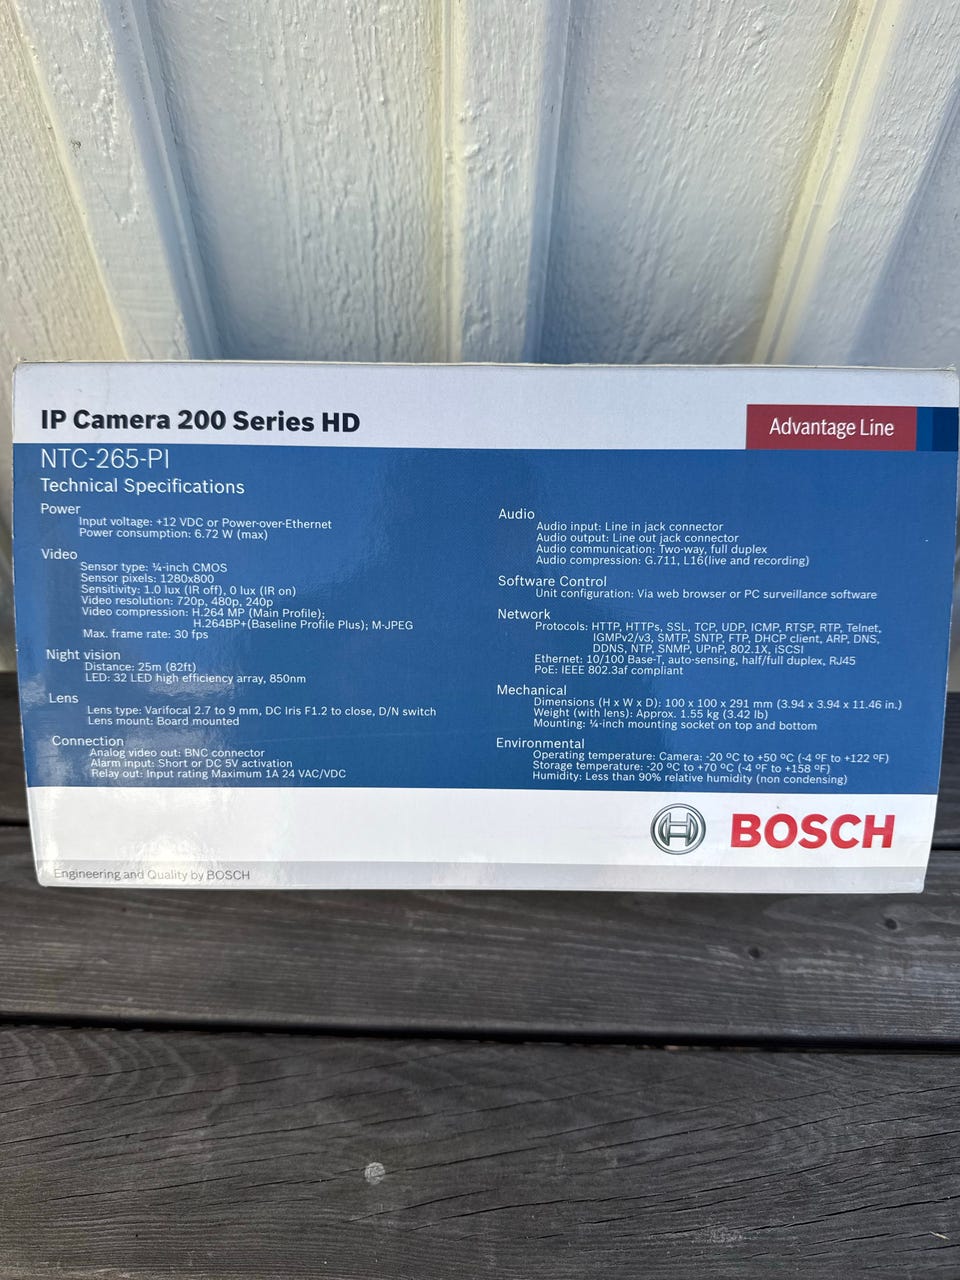 IP Camera 200 Series HD
Advantage Line
NTC-265-PI
Technical Specifications
Power
Input voltage: +12 VDC or Power-over-Ethernet
Power consumption: 6.72 W (max)
Video
Sensor type: ¼-inch CMOS
Sensor pixels: 1280x800
Sensitivity: 1.0 lux (IR off), 0 lux (IR on)
Video resolution: 720p, 480p, 240p
Video compression: H.264 MP (Main Profile);
H.264BP+(Baseline Profile Plus); M-JPEG
Max. frame rate: 30 fps
Night vision
Distance: 25m (82ft)
LED: 32 LED high efficiency array, 850nm
Lens
Lens type: Varifocal 2.7 to 9 mm, DC Iris F1.2 to close, D/N switch
Lens mount: Board mounted
Connection
Analog video out: BNC connector
Alarm input: Short or DC 5V activation
Relay out: Input rating Maximum 1A 24 VAC/VDC
Audio
Audio input: Line in jack connector
Audio output: Line out jack connector
Audio communication: Two-way, full duplex
Audio compression: G.711, L16(live and recording)
Software Control
Unit configuration: Via web browser or PC surveillance software
Network
Protocols: HTTP, HTTPs, SSL, TCP, UDP, ICMP, RTSP, RTP, Telnet,
IGMPv2/v3, SMTP, SNTP, FTP, DHCP client, ARP, DNS,
DDNS, NTP, SNMP, UPnP, 802.1X, iSCSI
Ethernet: 10/100 Base-T, auto-sensing, half/full duplex, RJ45
PoE: IEEE 802.3af compliant
Mechanical
Dimensions (H x W x D): 100 x 100 x 291 mm (3.94 x 3.94 x 11.46 in.)
Weight (with lens): Approx. 1.55 kg (3.42 lb)
Mounting: ¼-inch mounting socket on top and bottom
Environmental
Operating temperature: Camera: -20 ºC to +50 ºC (-4 ºF to +122 ºF)
Storage temperature: -20 ºC to +70 ºC (-4 ºF to +158 ºF)
Humidity: Less than 90% relative humidity (non condensing)
BOSCH
Engineering and Quality by BOSCH